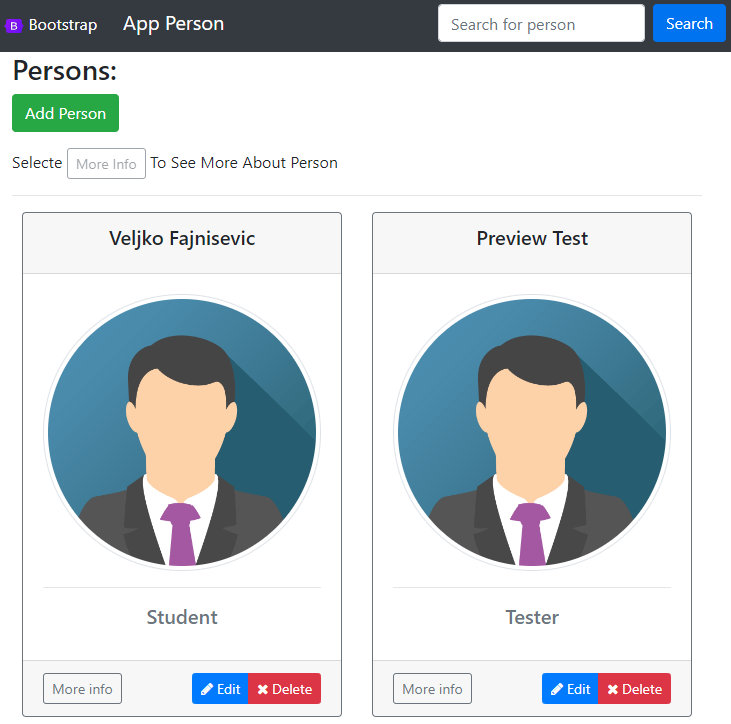 B Bootstrap App Person Search for person Search
Persons:
Add Person
Selecte More Info To See More About Person
Veljko Fajnisevic
Student
More info Edit Delete
Preview Test
Tester
More info Edit Delete